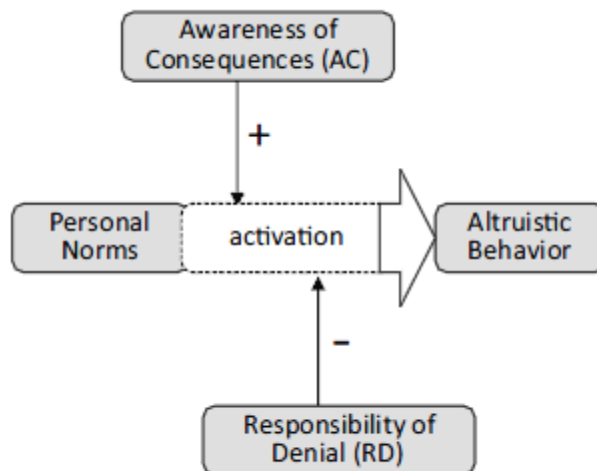 Awareness of
Consequences (AC)
+
Personal
Norms
activation
Altruistic
Behavior
-
Responsibility of
Denial (RD)